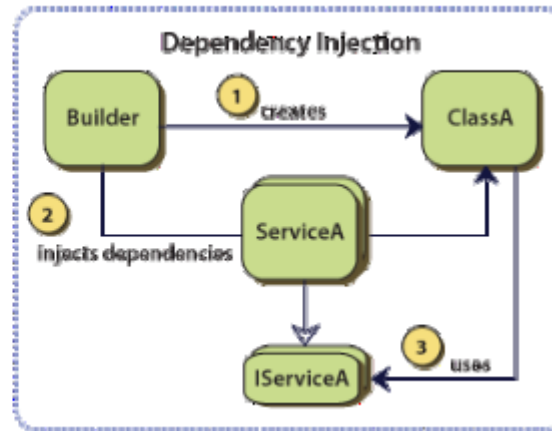 Dependency Injection
1
creates
Builder
ClassA
2
injects dependencies
ServiceA
3
uses
IServiceA